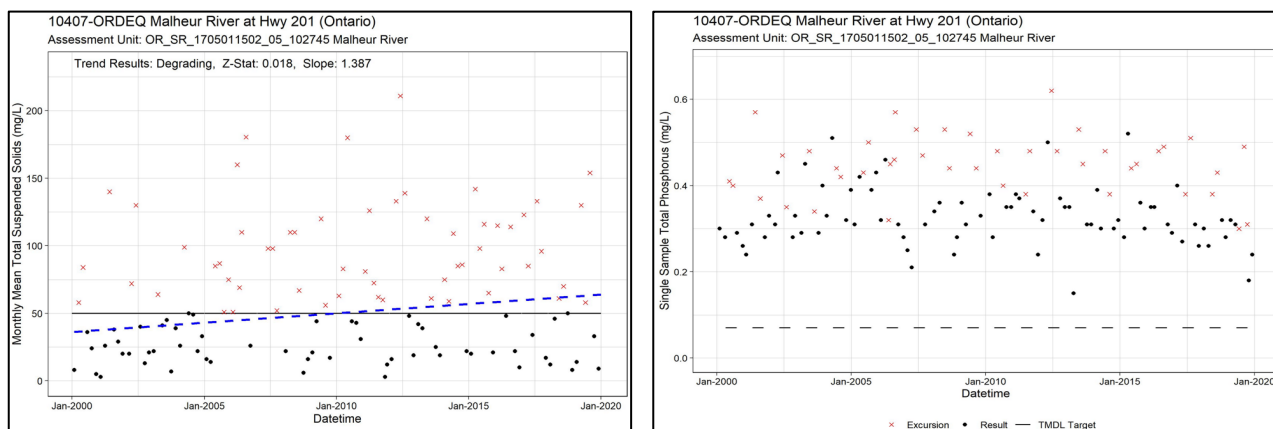 10407-ORDEQ Malheur River at Hwy 201 (Ontario)
Assessment Unit: OR_SR_1705011502_05_102745 Malheur River
Trend Results: Degrading,  Z-Stat: 0.018,  Slope: 1.387
Monthly Mean Total Suspended Solids (mg/L)
200
150
100
50
0
Jan-2000
Jan-2005
Jan-2010
Jan-2015
Jan-2020
Datetime
10407-ORDEQ Malheur River at Hwy 201 (Ontario)
Assessment Unit: OR_SR_1705011502_05_102745 Malheur River
Single Sample Total Phosphorus (mg/L)
0.6
0.4
0.2
0.0
Jan-2000
Jan-2005
Jan-2010
Jan-2015
Jan-2020
Datetime
Excursion
Result
TMDL Target